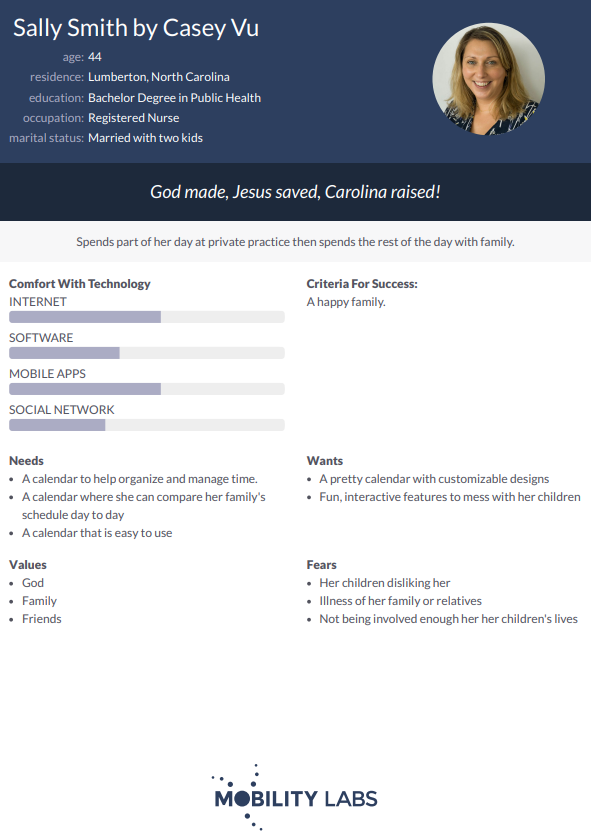 Sally Smith by Casey Vu
age: 44
residence: Lumberton, North Carolina
education: Bachelor Degree in Public Health
occupation: Registered Nurse
marital status: Married with two kids
God made, Jesus saved, Carolina raised!
Spends part of her day at private practice then spends the rest of the day with family.
Comfort With Technology
INTERNET
SOFTWARE
MOBILE APPS
SOCIAL NETWORK
Criteria For Success:
A happy family.
Needs
• A calendar to help organize and manage time.
• A calendar where she can compare her family's
schedule day to day
• A calendar that is easy to use
Wants
• A pretty calendar with customizable designs
• Fun, interactive features to mess with her children
Values
• God
• Family
• Friends
Fears
• Her children disliking her
• Illness of her family or relatives
• Not being involved enough her her children's lives
MOBILITY LABS